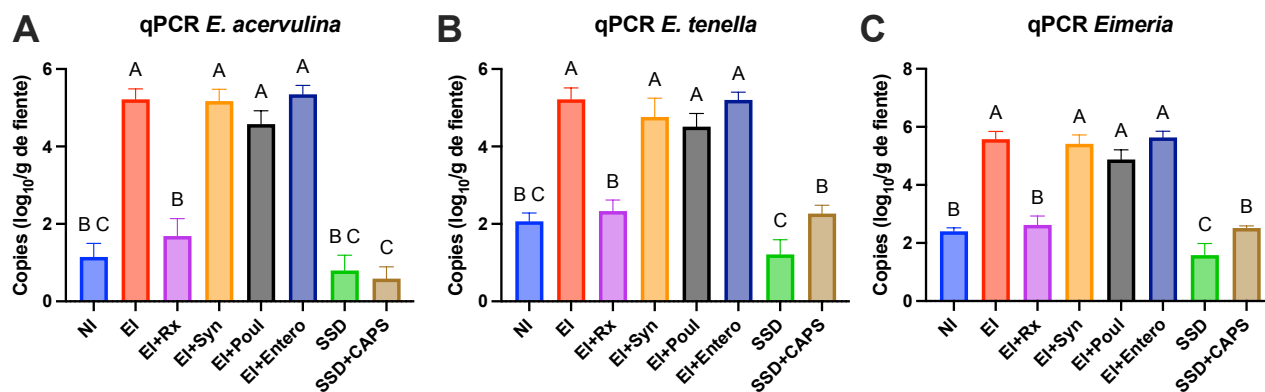 A
qPCR E. acervulina
Copies (log10/g de fiente)
6
4
2
0
B C
A
B
A
A
A
B C
C
NI
EI
EI+Rx
EI+Syn
EI+Poul
EI+Entero
SSD
SSD+CAPS
B
qPCR E. tenella
Copies (log10/g de fiente)
6
4
2
0
B C
A
B
A
A
A
C
B
NI
EI
EI+Rx
EI+Syn
EI+Poul
EI+Entero
SSD
SSD+CAPS
C
qPCR Eimeria
Copies (log10/g de fiente)
8
6
4
2
0
B
A
B
A
A
A
C
B
NI
EI
EI+Rx
EI+Syn
EI+Poul
EI+Entero
SSD
SSD+CAPS